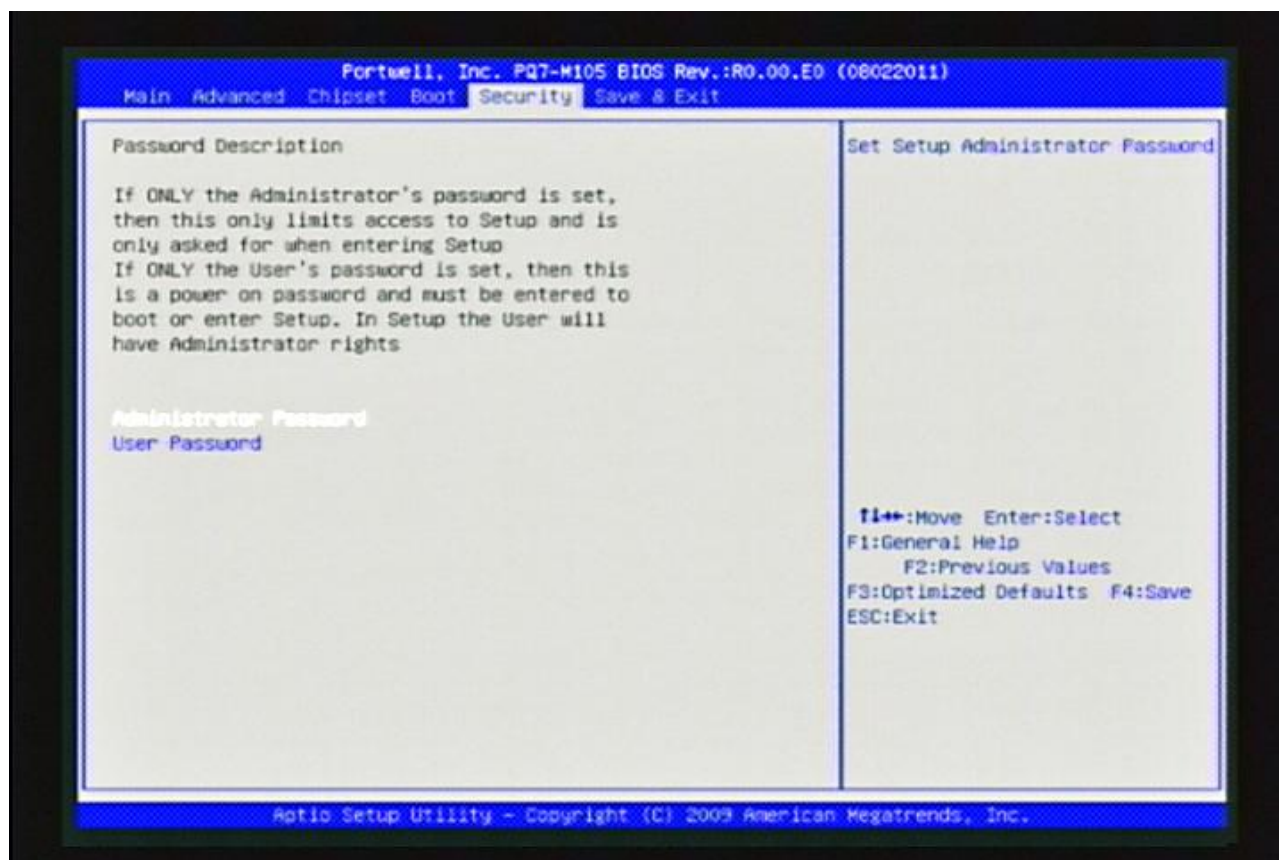 Portwell, Inc. PQ7-M105 BIOS Rev.:R0.00.E0 (08022011)
Main Advanced Chipset Boot Security Save & Exit
Password Description
If ONLY the Administrator's password is set,
then this only limits access to Setup and is
only asked for when entering Setup
If ONLY the User's password is set, then this
is a power on password and must be entered to
boot or enter Setup. In Setup the User will
have Administrator rights
Administrator Password
User Password
Set Setup Administrator Password
↑↓↔:Move Enter:Select
F1:General Help
F2:Previous Values
F3:Optimized Defaults F4:Save
ESC:Exit
Aptio Setup Utility - Copyright (C) 2009 American Megatrends, Inc.